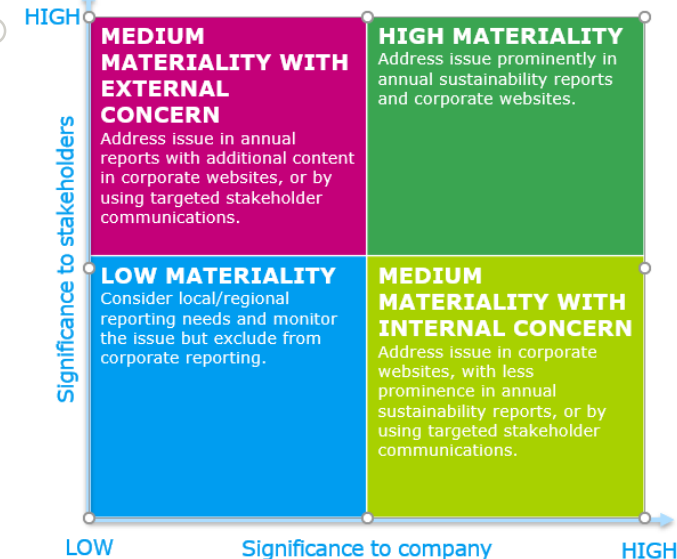 HIGH
MEDIUM
MATERIALITY WITH
EXTERNAL
CONCERN
Address issue in annual
reports with additional content
in corporate websites, or by
using targeted stakeholder
communications.
HIGH MATERIALITY
Address issue prominently in
annual sustainability reports
and corporate websites.
Significance to stakeholders
LOW MATERIALITY
Consider local/regional
reporting needs and monitor
the issue but exclude from
corporate reporting.
MEDIUM
MATERIALITY WITH
INTERNAL CONCERN
Address issue in corporate
websites, with less
prominence in annual
sustainability reports, or by
using targeted stakeholder
communications.
LOW
Significance to company
HIGH